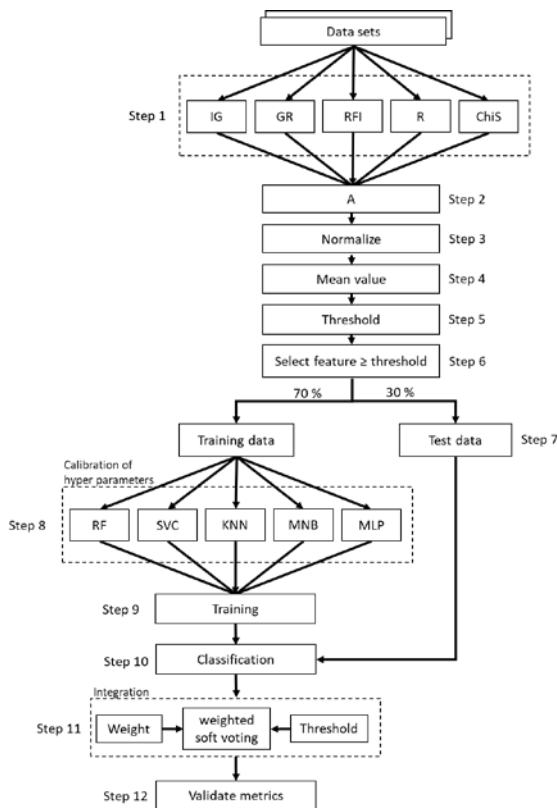 Data sets
Step 1
IG
GR
RFI
R
ChiS
A
Step 2
Normalize
Step 3
Mean value
Step 4
Threshold
Step 5
Select feature ≥ threshold
Step 6
70 %
30 %
Training data
Test data
Step 7
Calibration of
hyper parameters
Step 8
RF
SVC
KNN
MNB
MLP
Step 9
Training
Step 10
Classification
Integration
Step 11
Weight
weighted
soft voting
Threshold
Step 12
Validate metrics